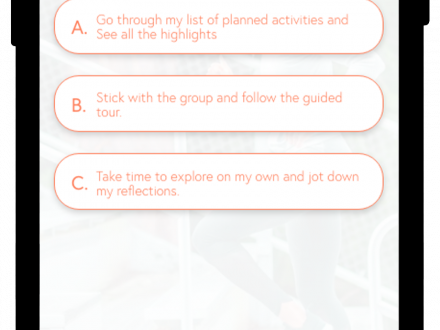 A. Go through my list of planned activities and
See all the highlights
B. Stick with the group and follow the guided
tour.
C. Take time to explore on my own and jot down
my reflections.